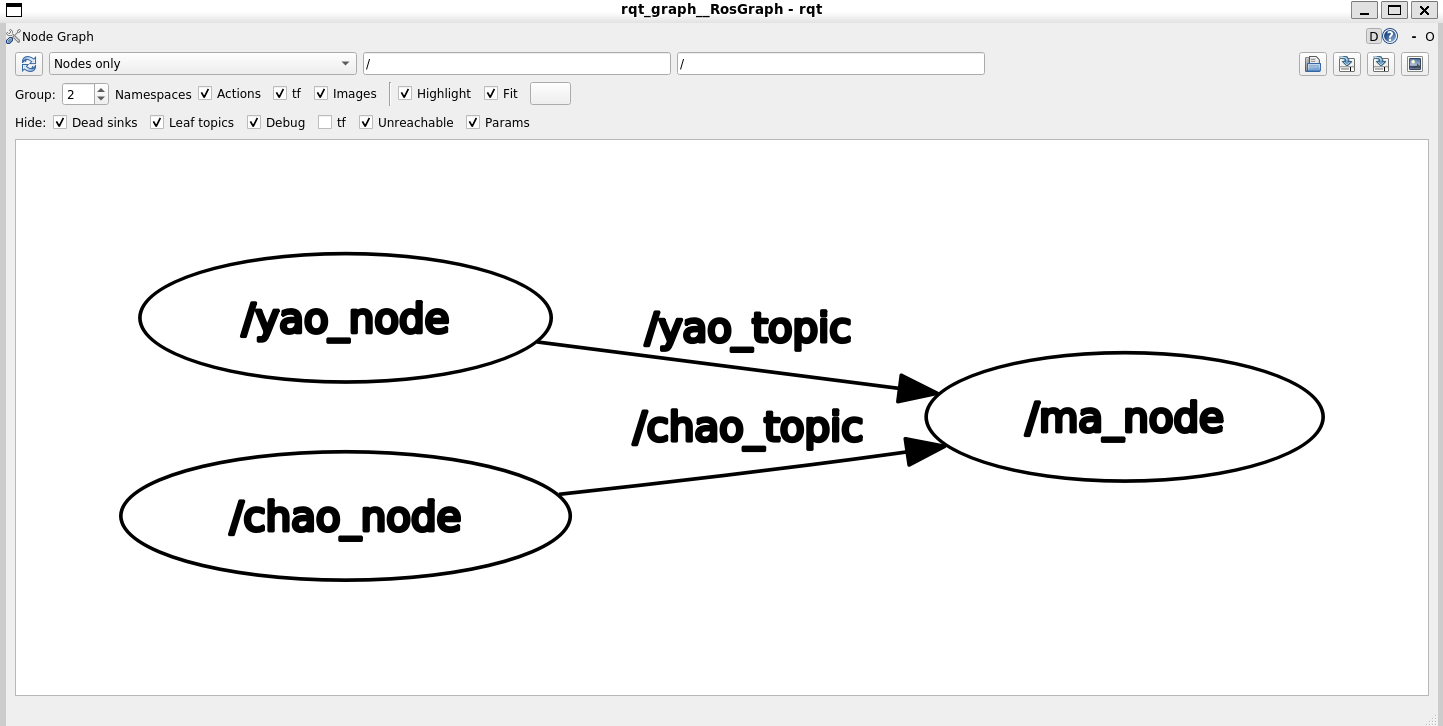 rqt_graph__RosGraph - rqt
Node Graph D ? - O
Nodes only / /
Group: 2 Namespaces Actions tf Images Highlight Fit
Hide: Dead sinks Leaf topics Debug tf Unreachable Params
/yao_node
/yao_topic
/chao_topic
/ma_node
/chao_node